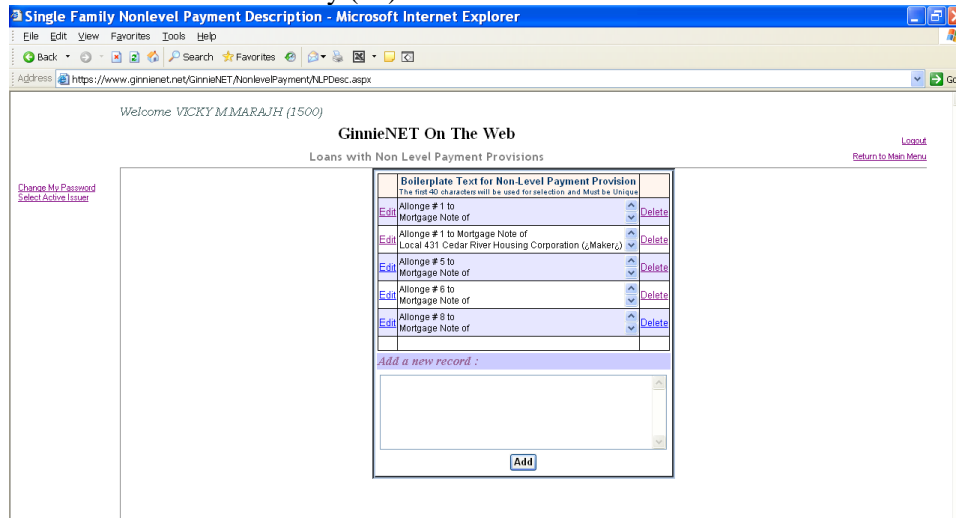 Single Family Nonlevel Payment Description - Microsoft Internet Explorer
File Edit View Favorites Tools Help
Back Search Favorites
Address https://www.ginnienet.net/GinnieNET/NonlevelPayment/NLPDesc.aspx Go
Welcome VICKY M.MARAJH (1500)
GinnieNET On The Web
Logout
Loans with Non Level Payment Provisions
Return to Main Menu
Change My Password
Select Active Issuer
Boilerplate Text for Non-Level Payment Provision
The first 40 characters will be used for selection and Must be Unique
Edit Allonge # 1 to Delete
Mortgage Note of
Edit Allonge # 1 to Mortgage Note of Delete
Local 431 Cedar River Housing Corporation (¿Maker¿)
Edit Allonge # 5 to Delete
Mortgage Note of
Edit Allonge # 6 to Delete
Mortgage Note of
Edit Allonge # 8 to Delete
Mortgage Note of
Add a new record :
Add